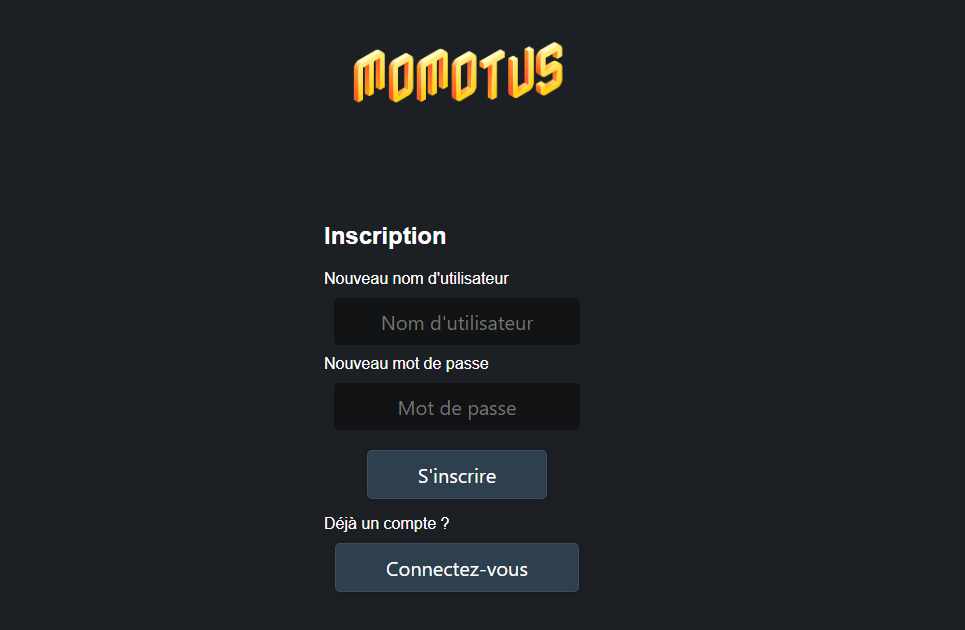 MOMOTUS
Inscription
Nouveau nom d'utilisateur
Nom d'utilisateur
Nouveau mot de passe
Mot de passe
S'inscrire
Déjà un compte ?
Connectez-vous